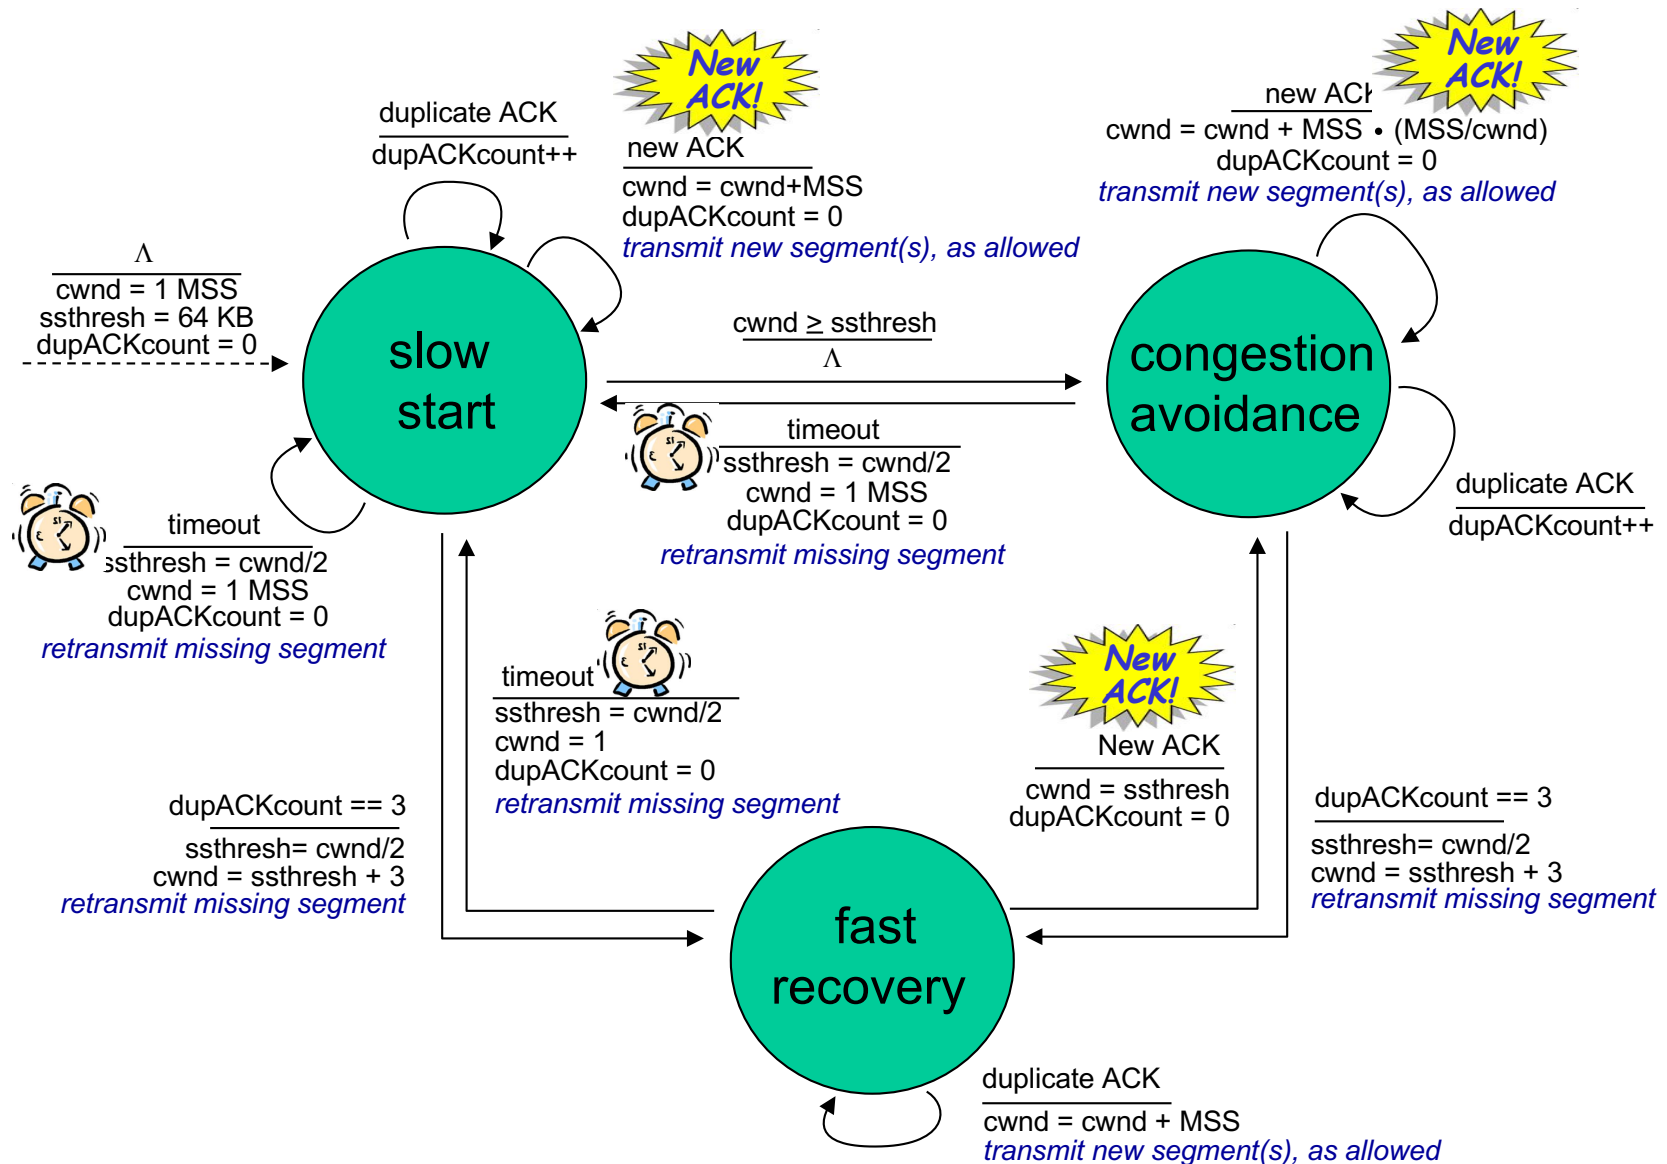 New
ACK!
duplicate ACK
dupACKcount++
new ACK
cwnd = cwnd+MSS
dupACKcount = 0
transmit new segment(s), as allowed
New
ACK!
new ACK
cwnd = cwnd + MSS • (MSS/cwnd)
dupACKcount = 0
transmit new segment(s), as allowed
Λ
cwnd = 1 MSS
ssthresh = 64 KB
dupACKcount = 0
slow
start
cwnd ≥ ssthresh
Λ
congestion
avoidance
timeout
ssthresh = cwnd/2
cwnd = 1 MSS
dupACKcount = 0
retransmit missing segment
duplicate ACK
dupACKcount++
timeout
ssthresh = cwnd/2
cwnd = 1 MSS
dupACKcount = 0
retransmit missing segment
timeout
ssthresh = cwnd/2
cwnd = 1
dupACKcount = 0
retransmit missing segment
New
ACK!
New ACK
cwnd = ssthresh
dupACKcount = 0
dupACKcount == 3
ssthresh= cwnd/2
cwnd = ssthresh + 3
retransmit missing segment
dupACKcount == 3
ssthresh= cwnd/2
cwnd = ssthresh + 3
retransmit missing segment
fast
recovery
duplicate ACK
cwnd = cwnd + MSS
transmit new segment(s), as allowed